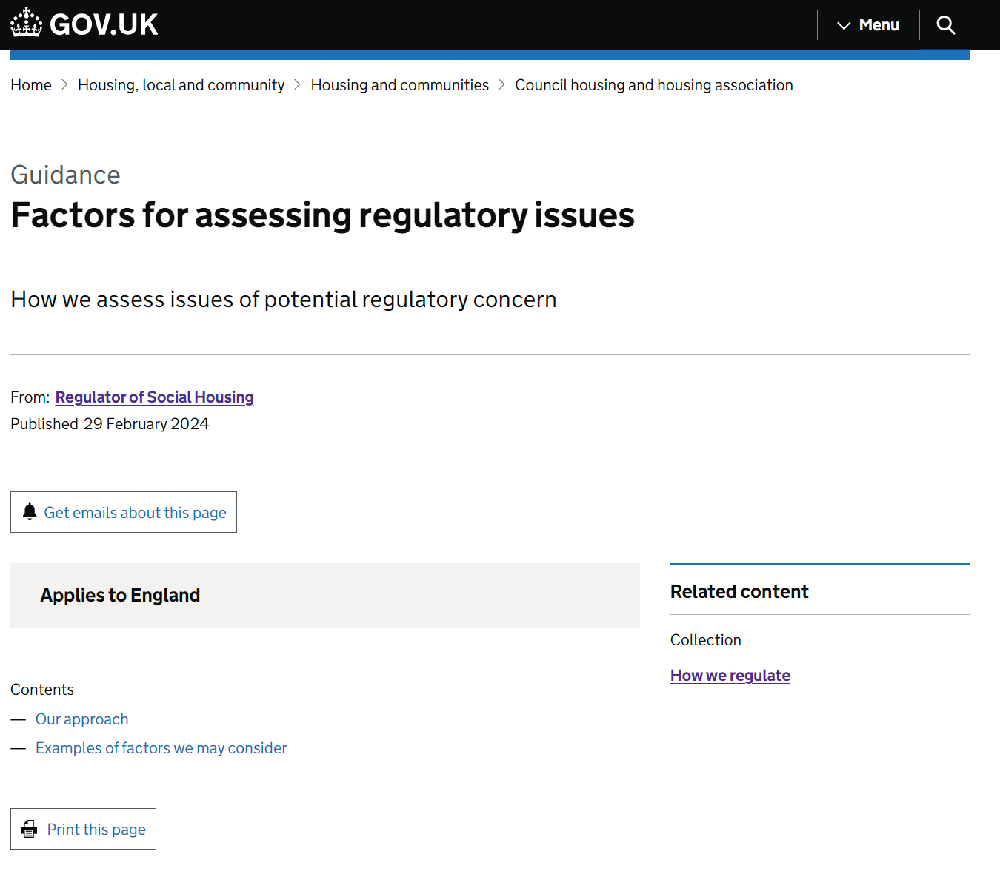 GOV.UK
Menu
Home
Housing, local and community
Housing and communities
Council housing and housing association
Guidance
Factors for assessing regulatory issues
How we assess issues of potential regulatory concern
From: Regulator of Social Housing
Published 29 February 2024
Get emails about this page
Applies to England
Related content
Collection
How we regulate
Contents
— Our approach
— Examples of factors we may consider
Print this page